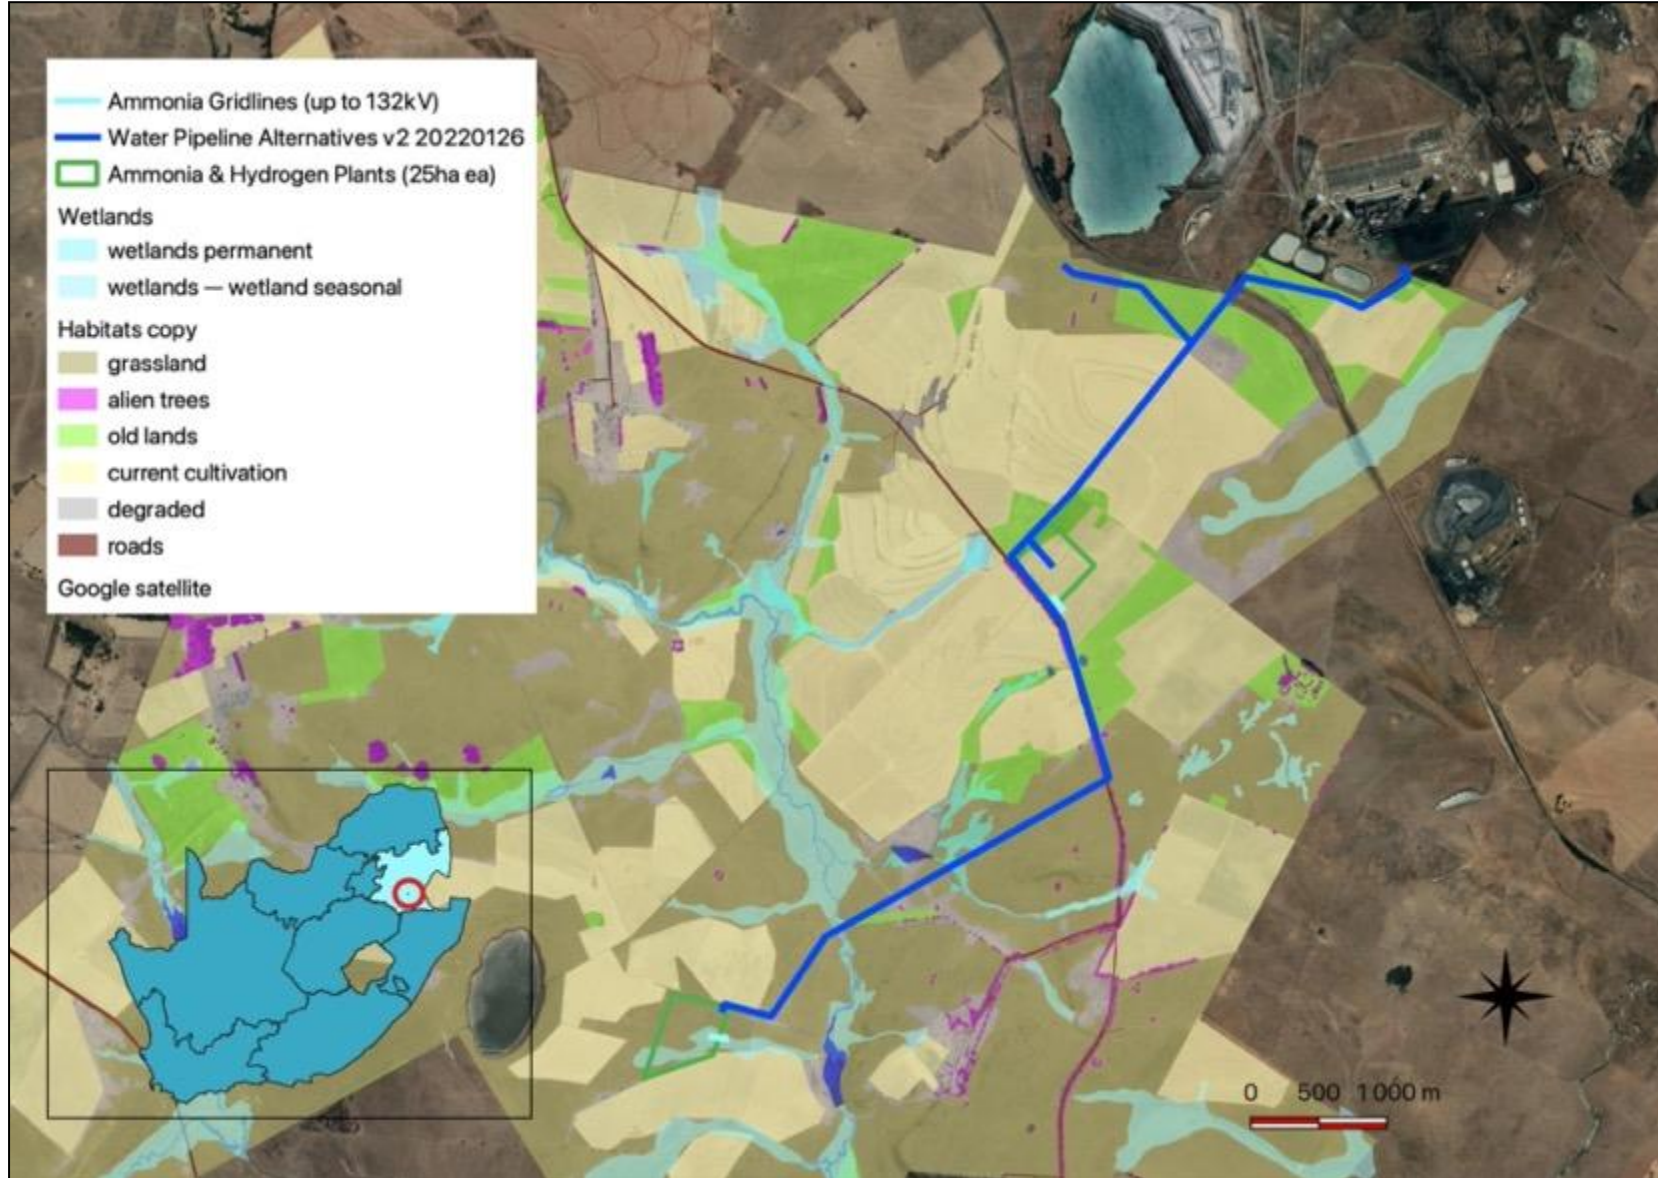 Ammonia Gridlines (up to 132kV)
Water Pipeline Alternatives v2 20220126
Ammonia & Hydrogen Plants (25ha ea)
Wetlands
wetlands permanent
wetlands — wetland seasonal
Habitats copy
grassland
alien trees
old lands
current cultivation
degraded
roads
Google satellite
0 500 1000 m